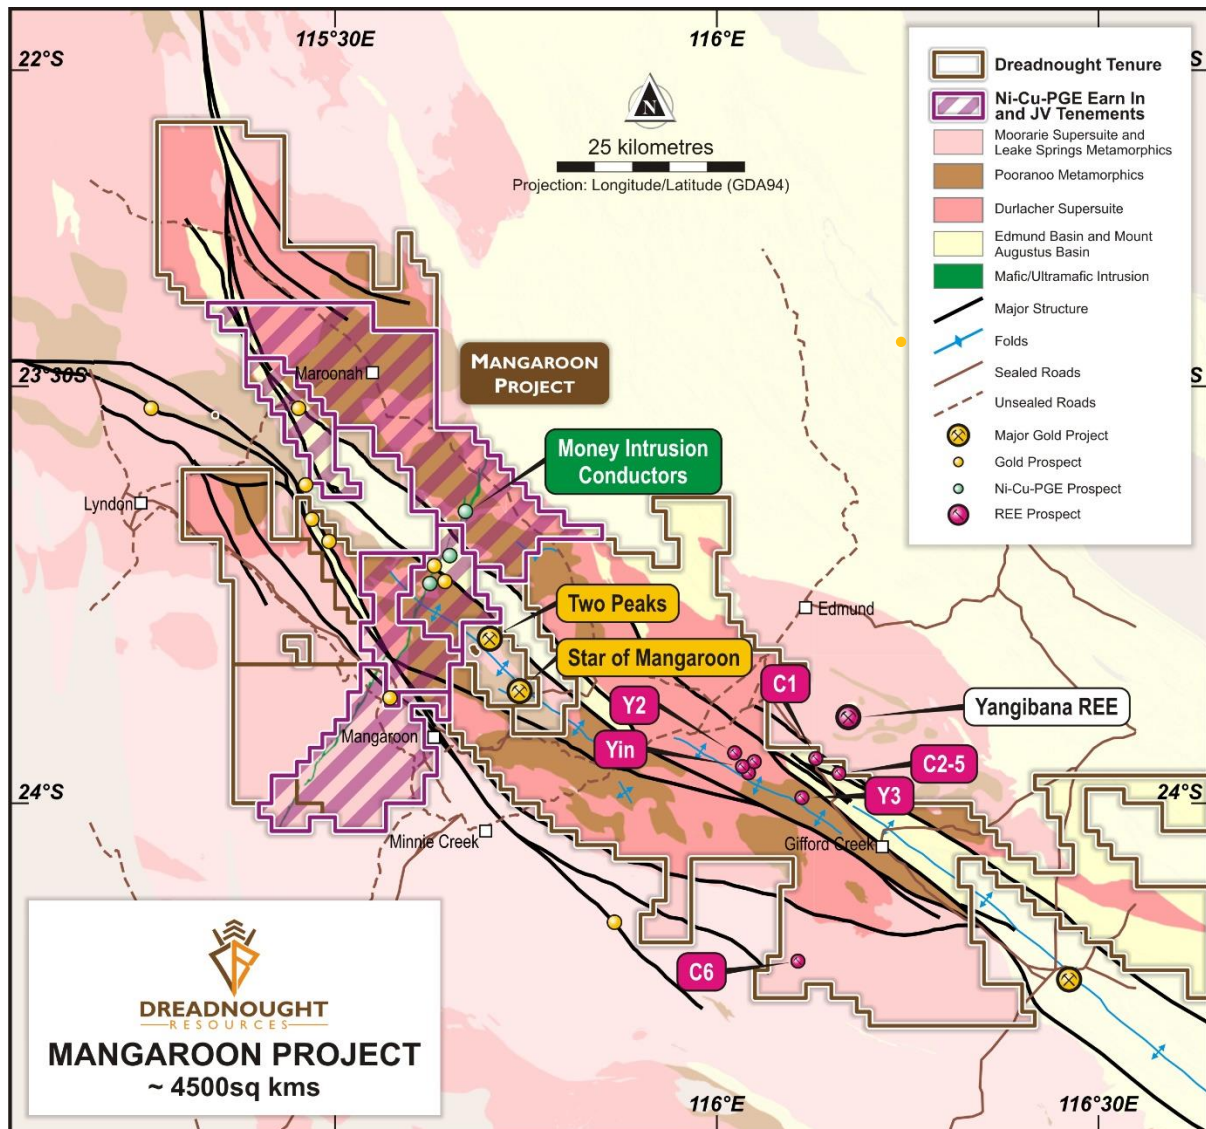 115°30E
116°E
22°S
S
N
25 kilometres
Projection: Longitude/Latitude (GDA94)
Dreadnought Tenure
Ni-Cu-PGE Earn In
and JV Tenements
Moorarie Supersuite and
Leake Springs Metamorphics
Pooranoo Metamorphics
Durlacher Supersuite
Edmund Basin and Mount
Augustus Basin
Mafic/Ultramafic Intrusion
Major Structure
Folds
Sealed Roads
Unsealed Roads
Major Gold Project
Gold Prospect
Ni-Cu-PGE Prospect
REE Prospect
23°30S
S
Maroonah
MANGAROON
PROJECT
Money Intrusion
Conductors
Lyndon
Two Peaks
Edmund
Star of Mangaroon
C1
Y2
Yangibana REE
Mangaroon
Yin
C2-5
Y3
24°S
24°S
Minnie Creek
Gifford Creek
C6
DREADNOUGHT
RESOURCES
MANGAROON PROJECT
~ 4500sq kms
116°E
116°30E